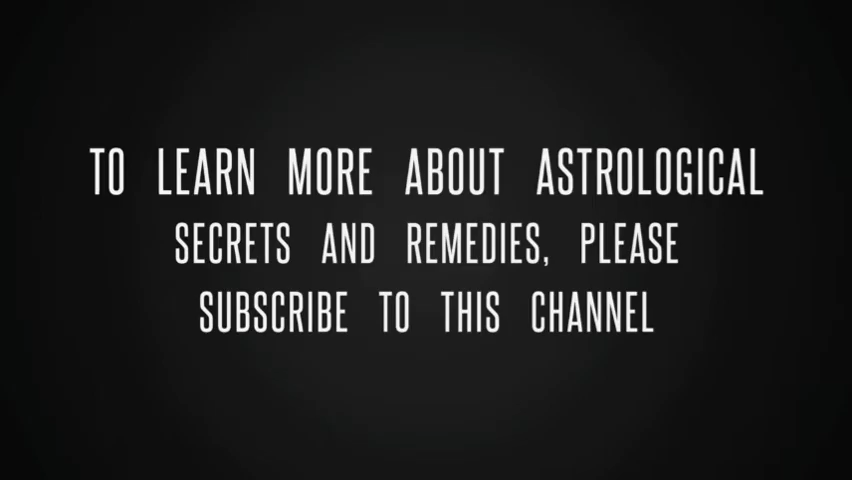 TO LEARN MORE ABOUT ASTROLOGICAL
SECRETS AND REMEDIES, PLEASE
SUBSCRIBE TO THIS CHANNEL